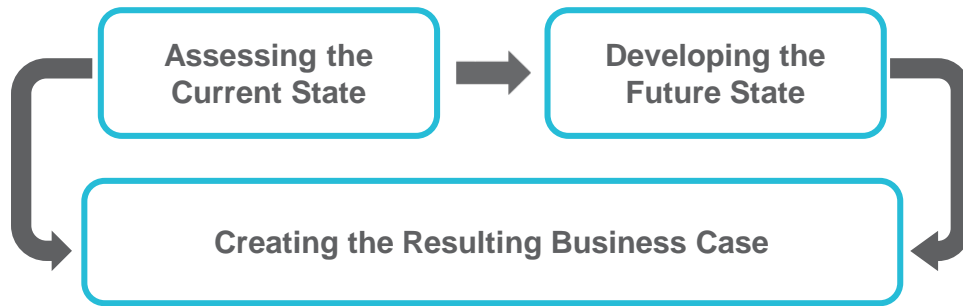 Assessing the
Current State
Developing the
Future State
Creating the Resulting Business Case